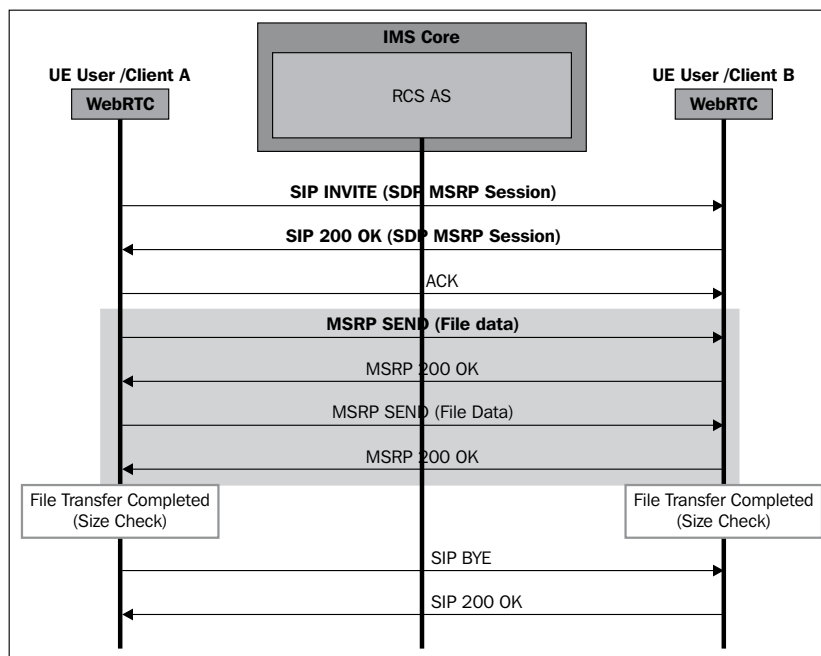 IMS Core
UE User /Client A
UE User /Client B
WebRTC
RCS AS
WebRTC
SIP INVITE (SDP MSRP Session)
SIP 200 OK (SDP MSRP Session)
ACK
MSRP SEND (File data)
MSRP 200 OK
MSRP SEND (File Data)
MSRP 200 OK
File Transfer Completed
(Size Check)
File Transfer Completed
(Size Check)
SIP BYE
SIP 200 OK